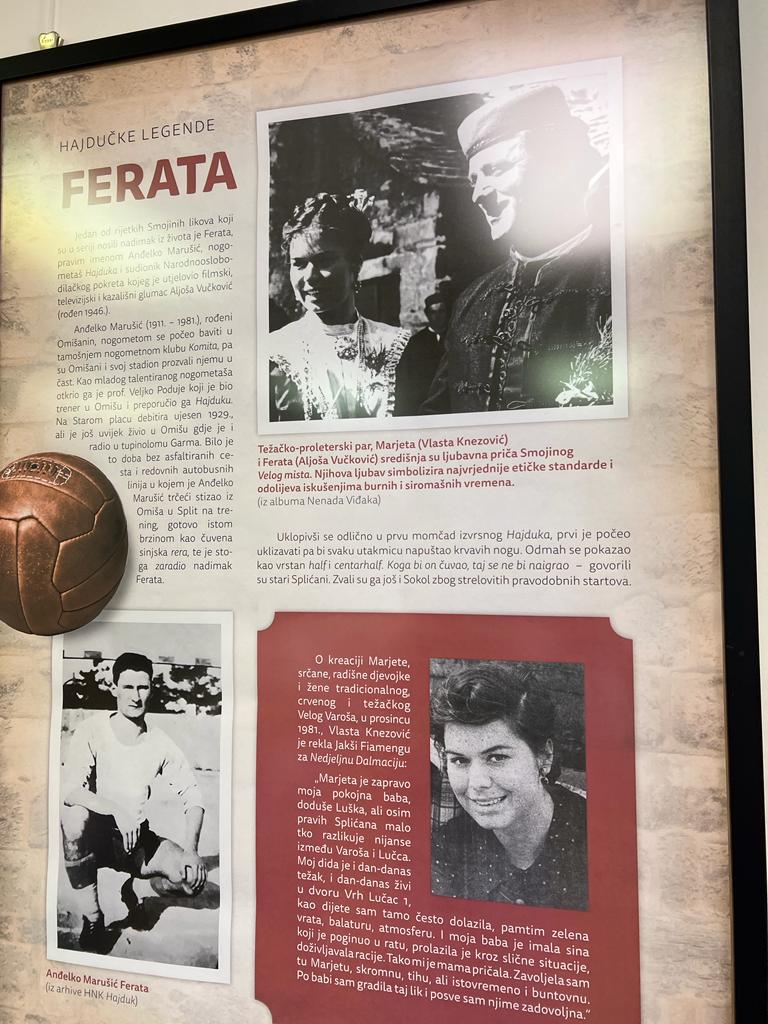 HAJDUČKE LEGENDE
FERATA
Jedan od rijetkih Smojinih likova koji
su u seriji nosili nadimak iz života je Ferata,
pravim imenom Anđelko Marušić, nogo-
metaš Hajduka i sudionik Narodnooslobo-
dilačkog pokreta kojeg je utjelovio filmski,
televizijski i kazališni glumac Aljoša Vučković
(rođen 1946.).
Anđelko Marušić (1911. – 1981.), rođeni
Omišanin, nogometom se počeo baviti u
tamošnjem nogometnom klubu Komita, pa
su Omišani i svoj stadion prozvali njemu u
čast. Kao mladog talentiranog nogometaša
otkrio ga je prof. Veljko Poduje koji je bio
trener u Omišu i preporučio ga Hajduku.
Na Starom placu debitira ujesen 1929.,
ali je još uvijek živio u Omišu gdje je i
radio u tupinolomu Garma. Bilo je
to doba bez asfaltiranih ce-
sta i redovnih autobusnih
linija u kojem je Anđelko
Marušić trčeći stizao iz
Omiša u Split na tre-
ning, gotovo istom
brzinom kao čuvena
sinjska rera, te je sto-
ga zaradio nadimak
Ferata.
Težačko-proleterski par, Marjeta (Vlasta Knezović)
i Ferata (Aljoša Vučković) središnja su ljubavna priča Smojinog
Velog mista. Njihova ljubav simbolizira najvrjednije etičke standarde i
odolijeva iskušenjima burnih i siromašnih vremena.
(iz albuma Nenada Viđaka)
Uklopivši se odlično u prvu momčad izvrsnog Hajduka, prvi je počeo
uklizavati pa bi svaku utakmicu napuštao krvavih nogu. Odmah se pokazao
kao vrstan half i centarhalf. Koga bi on čuvao, taj se ne bi naigrao – govorili
su stari Splićani. Zvali su ga još i Sokol zbog strelovitih pravodobnih startova.
Anđelko Marušić Ferata
(iz arhive HNK Hajduk)
O kreaciji Marjete,
srčane, radišne djevojke
i žene tradicionalnog,
crvenog i težačkog
Velog Varoša, u prosincu
1981., Vlasta Knezović
je rekla Jakši Fiamengu
za Nedjeljnu Dalmaciju:
„Marjeta je zapravo
moja pokojna baba,
doduše Luška, ali osim
pravih Splićana malo
tko razlikuje nijanse
između Varoša i Lučca.
Moj dida je i dan-danas
težak, i dan-danas živi
u dvoru Vrh Lučac 1,
kao dijete sam tamo često dolazila, pamtim zelena
vrata, balaturu, atmosferu. I moja baba je imala sina
koji je poginuo u ratu, prolazila je kroz slične situacije,
doživljavala racije. Tako mi je mama pričala. Zavoljela sam
tu Marjetu, skromnu, tihu, ali istovremeno i buntovnu.
Po babi sam gradila taj lik i posve sam njime zadovoljna.“